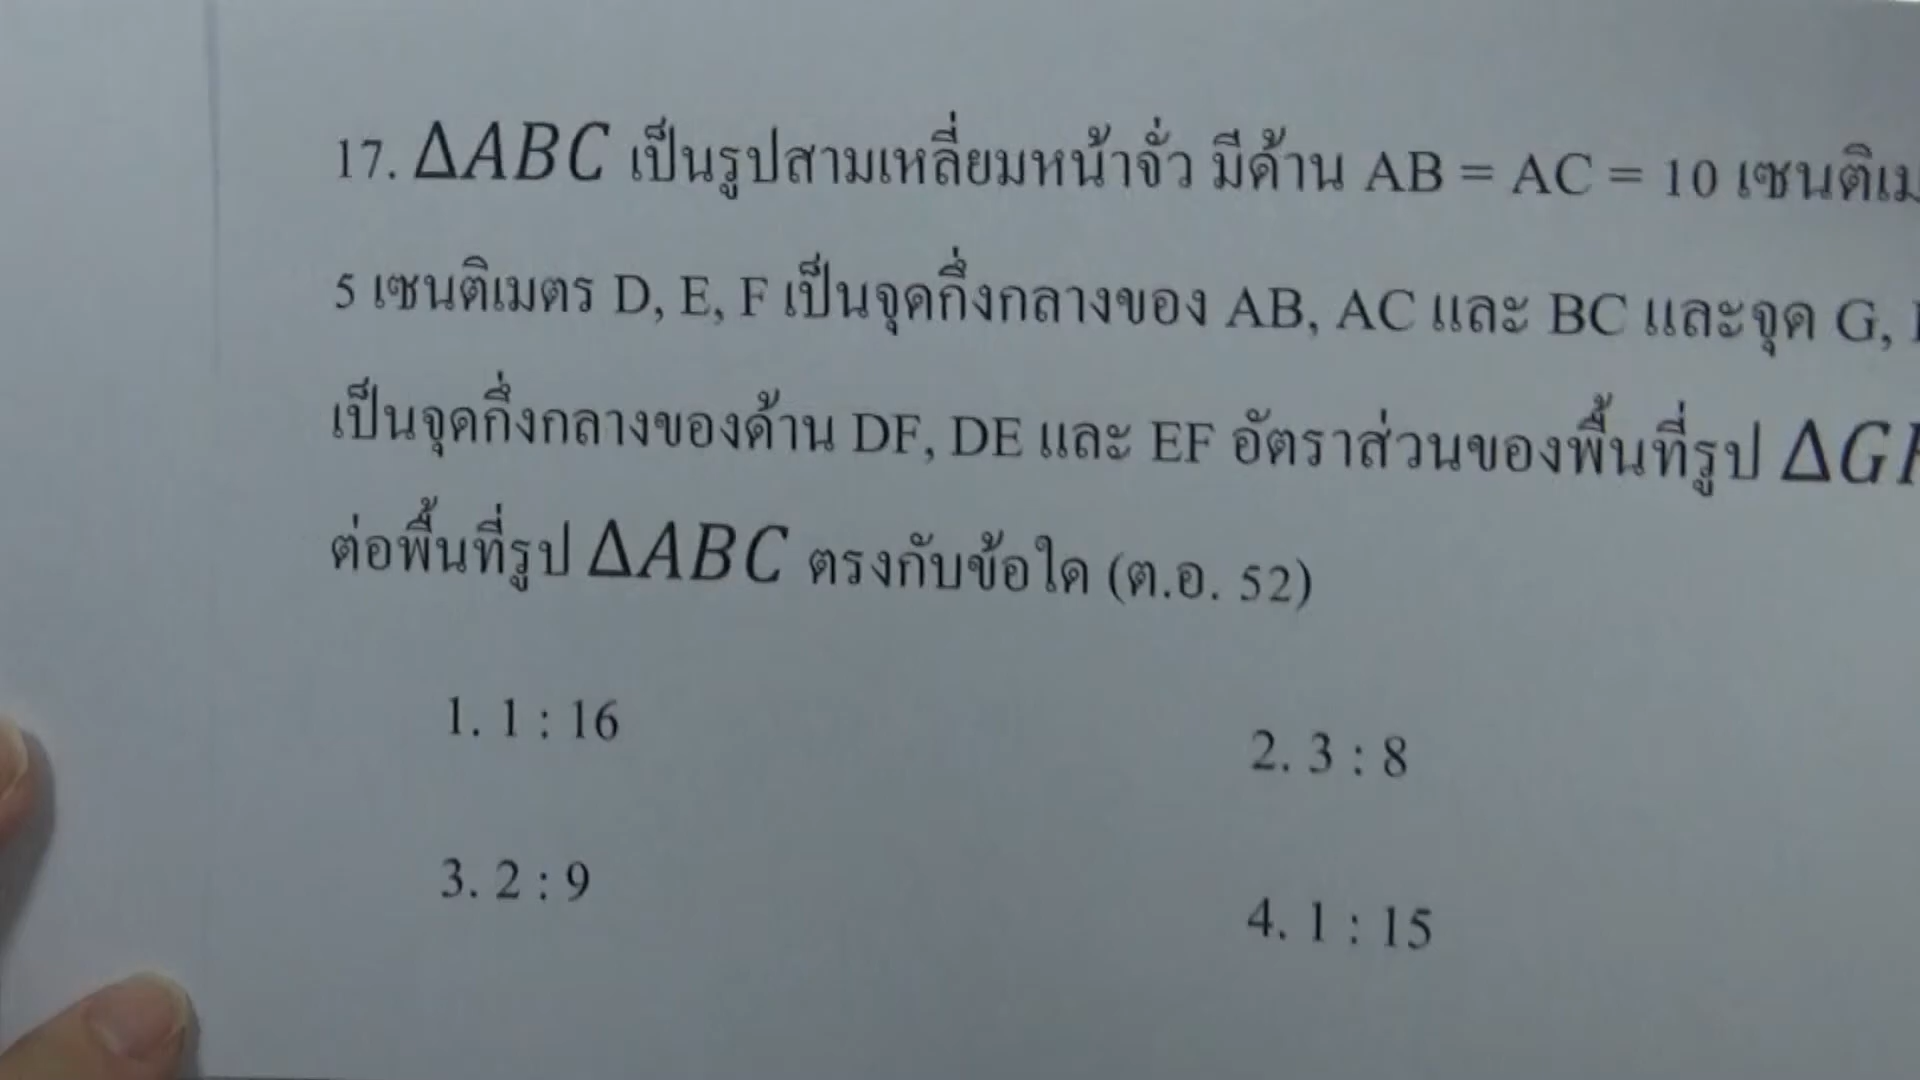 17. ΔABC เป็นรูปสามเหลี่ยมหน้าจั่ว มีด้าน AB = AC = 10
5 เซนติเมตร D, E, F เป็นจุดกึ่งกลางของ AB, AC และ BC และจุด G,
เป็นจุดกึ่งกลางของด้าน DF, DE และ EF อัตราส่วนของพื้นที่รูป
ต่อพื้นที่รูป ΔABC ตรงกับข้อใด (ต.อ. 52)
1. 1 : 16
2. 3 : 8
3. 2 : 9
4. 1 : 15